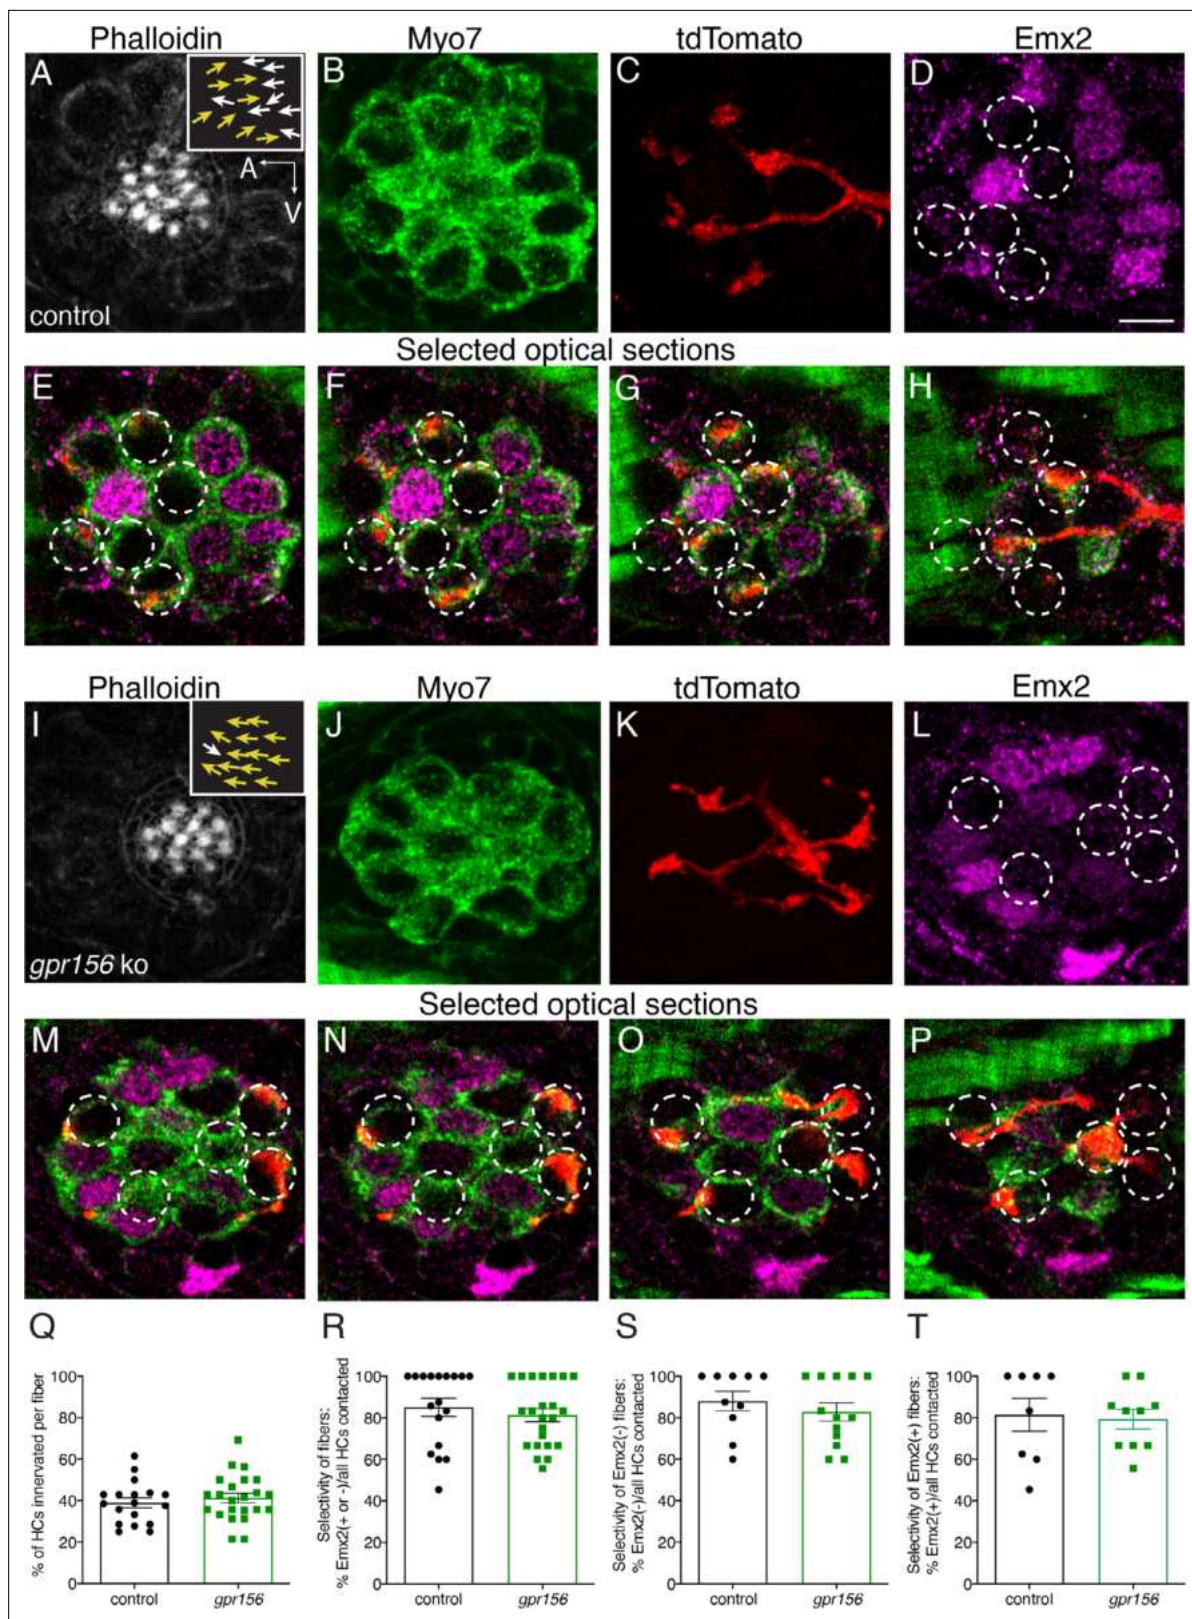 Phalloidin Myo7 tdTomato Emx2
A B C D
A
V
control
Selected optical sections
E F G H
Phalloidin Myo7 tdTomato Emx2
I J K L
gpr156 ko
Selected optical sections
M N O P
Q R S T
% of HCs innervated per fiber
100
80
60
40
20
0
control gpr156
Selectivity of fibers:
% Emx2(+ or -)/all HCs contacted
100
80
60
40
20
0
control gpr156
Selectivity of Emx2(-) fibers:
% Emx2(-)/all HCs contacted
100
80
60
40
20
0
control gpr156
Selectivity of Emx2(+) fibers:
% Emx2(+)/all HCs contacted
100
80
60
40
20
0
control gpr156